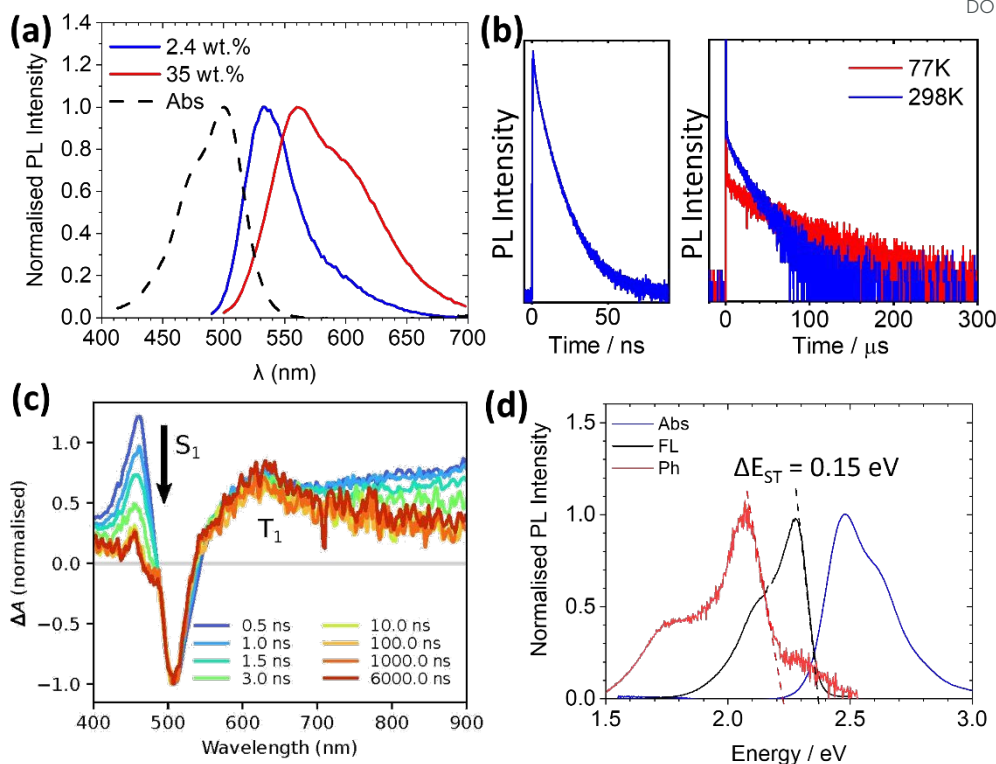 DO
(a)
2.4 wt.%
35 wt.%
Abs
Normalised PL Intensity
1.4
1.2
1.0
0.8
0.6
0.4
0.2
0.0
400 450 500 550 600 650 700
λ (nm)
(b)
PL Intensity
0 50
Time / ns
PL Intensity
77K
298K
0 100 200 300
Time / μs
(c)
ΔA (normalised)
1.0
0.5
0.0
−0.5
−1.0
S₁
T₁
0.5 ns 10.0 ns
1.0 ns 100.0 ns
1.5 ns 1000.0 ns
3.0 ns 6000.0 ns
400 500 600 700 800 900
Wavelength (nm)
(d)
Normalised PL Intensity
1.5
1.0
0.5
0.0
Abs
FL
Ph
ΔE_ST = 0.15 eV
1.5 2.0 2.5 3.0
Energy / eV